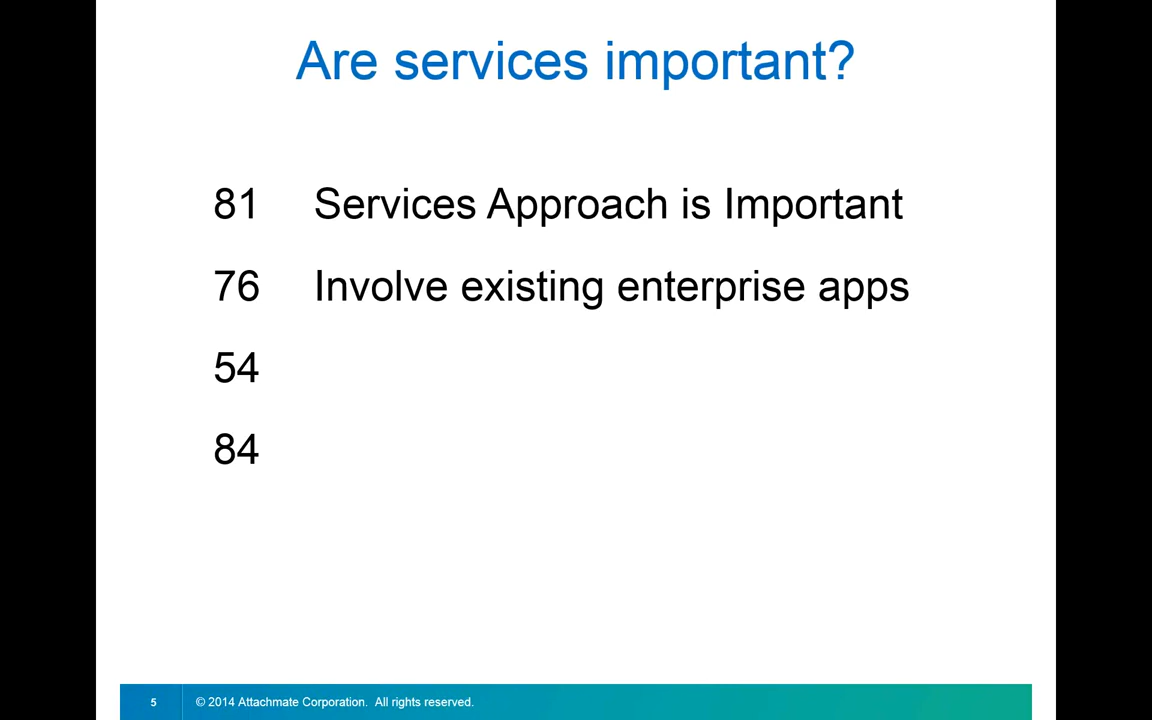 Are services important?
81 Services Approach is Important
76 Involve existing enterprise apps
54
84
5 © 2014 Attachmate Corporation. All rights reserved.